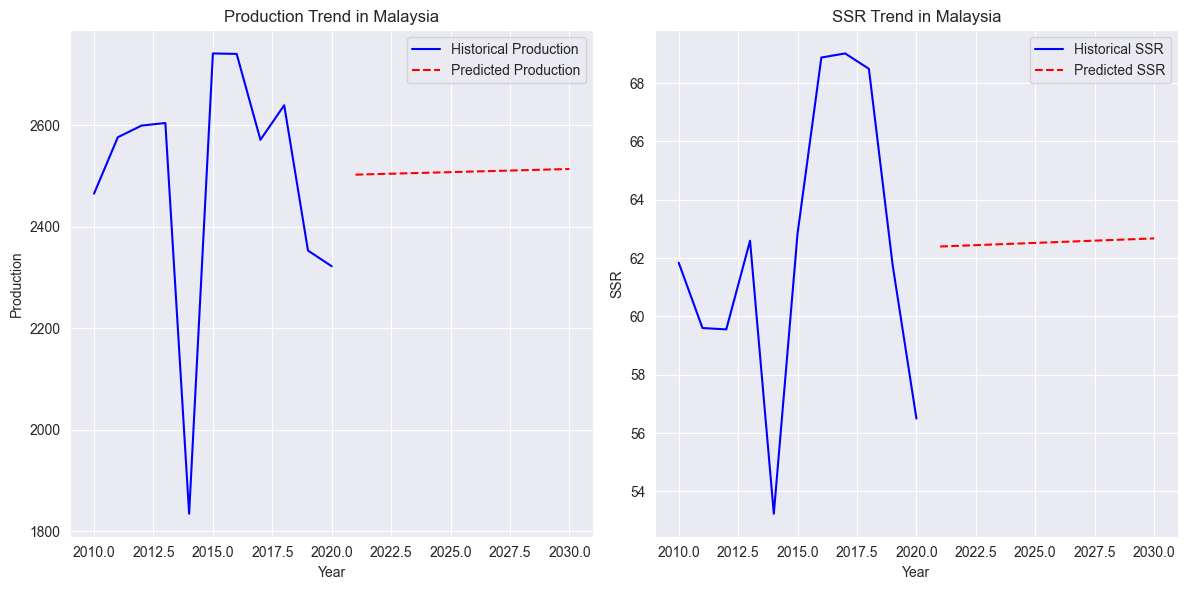 Production Trend in Malaysia
Historical Production
Predicted Production
2600
2400
2200
2000
1800
Production
2010.0 2012.5 2015.0 2017.5 2020.0 2022.5 2025.0 2027.5 2030.0
Year
SSR Trend in Malaysia
Historical SSR
Predicted SSR
68
66
64
62
60
58
56
54
SSR
2010.0 2012.5 2015.0 2017.5 2020.0 2022.5 2025.0 2027.5 2030.0
Year